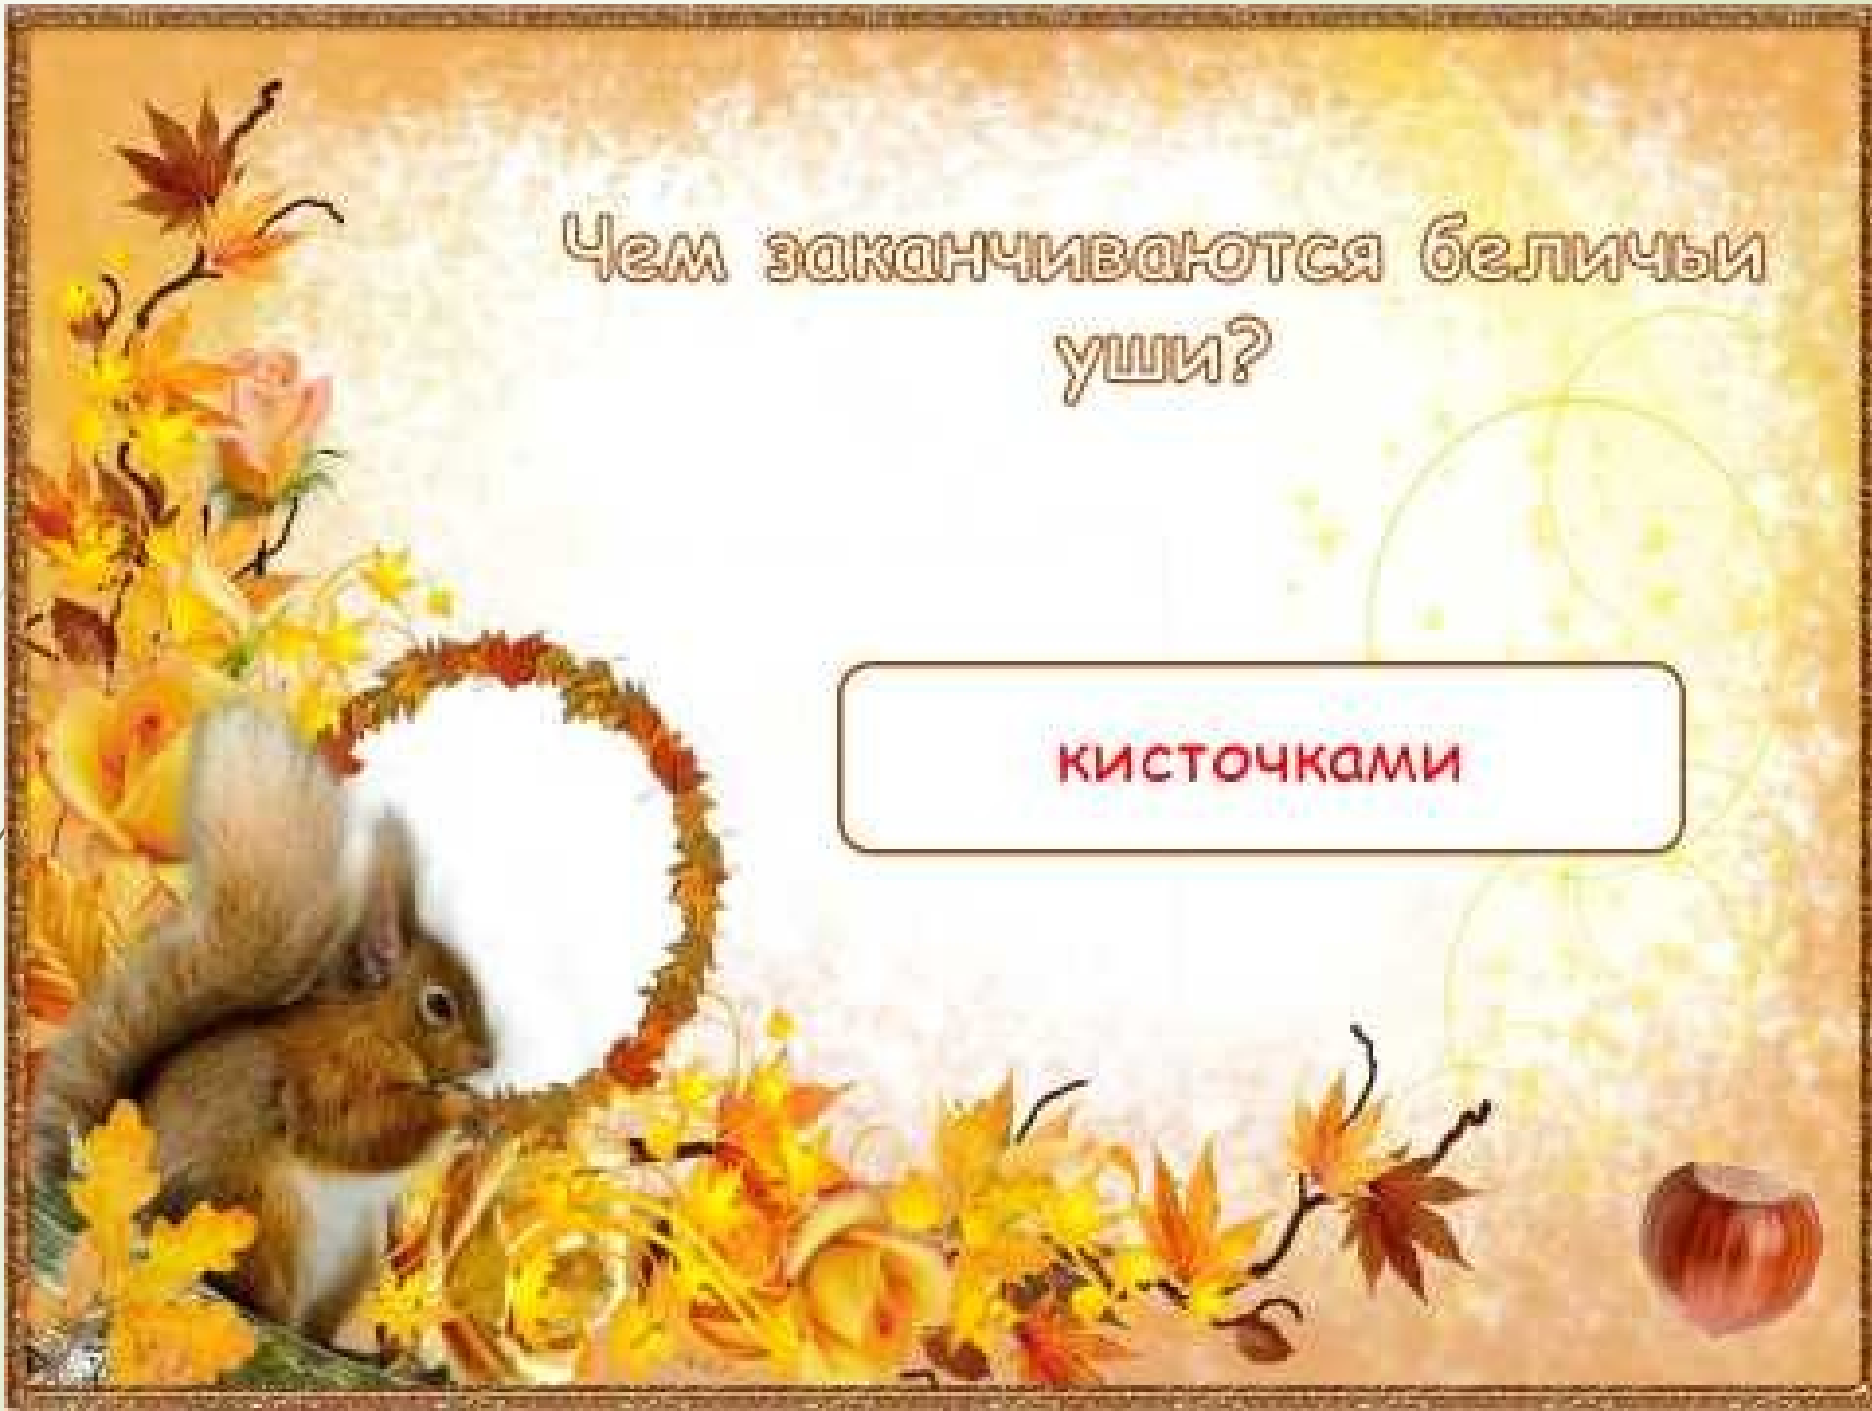 Чем заканчиваются беличьи
уши?
кисточками